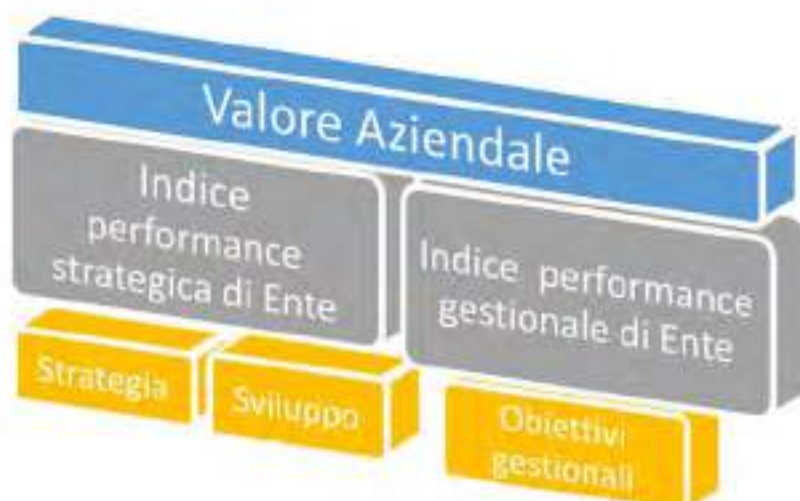 Valore Aziendale
Indice
performance
strategica di Ente
Indice performance
gestionale di Ente
Strategia
Sviluppo
Obiettivi
gestionali